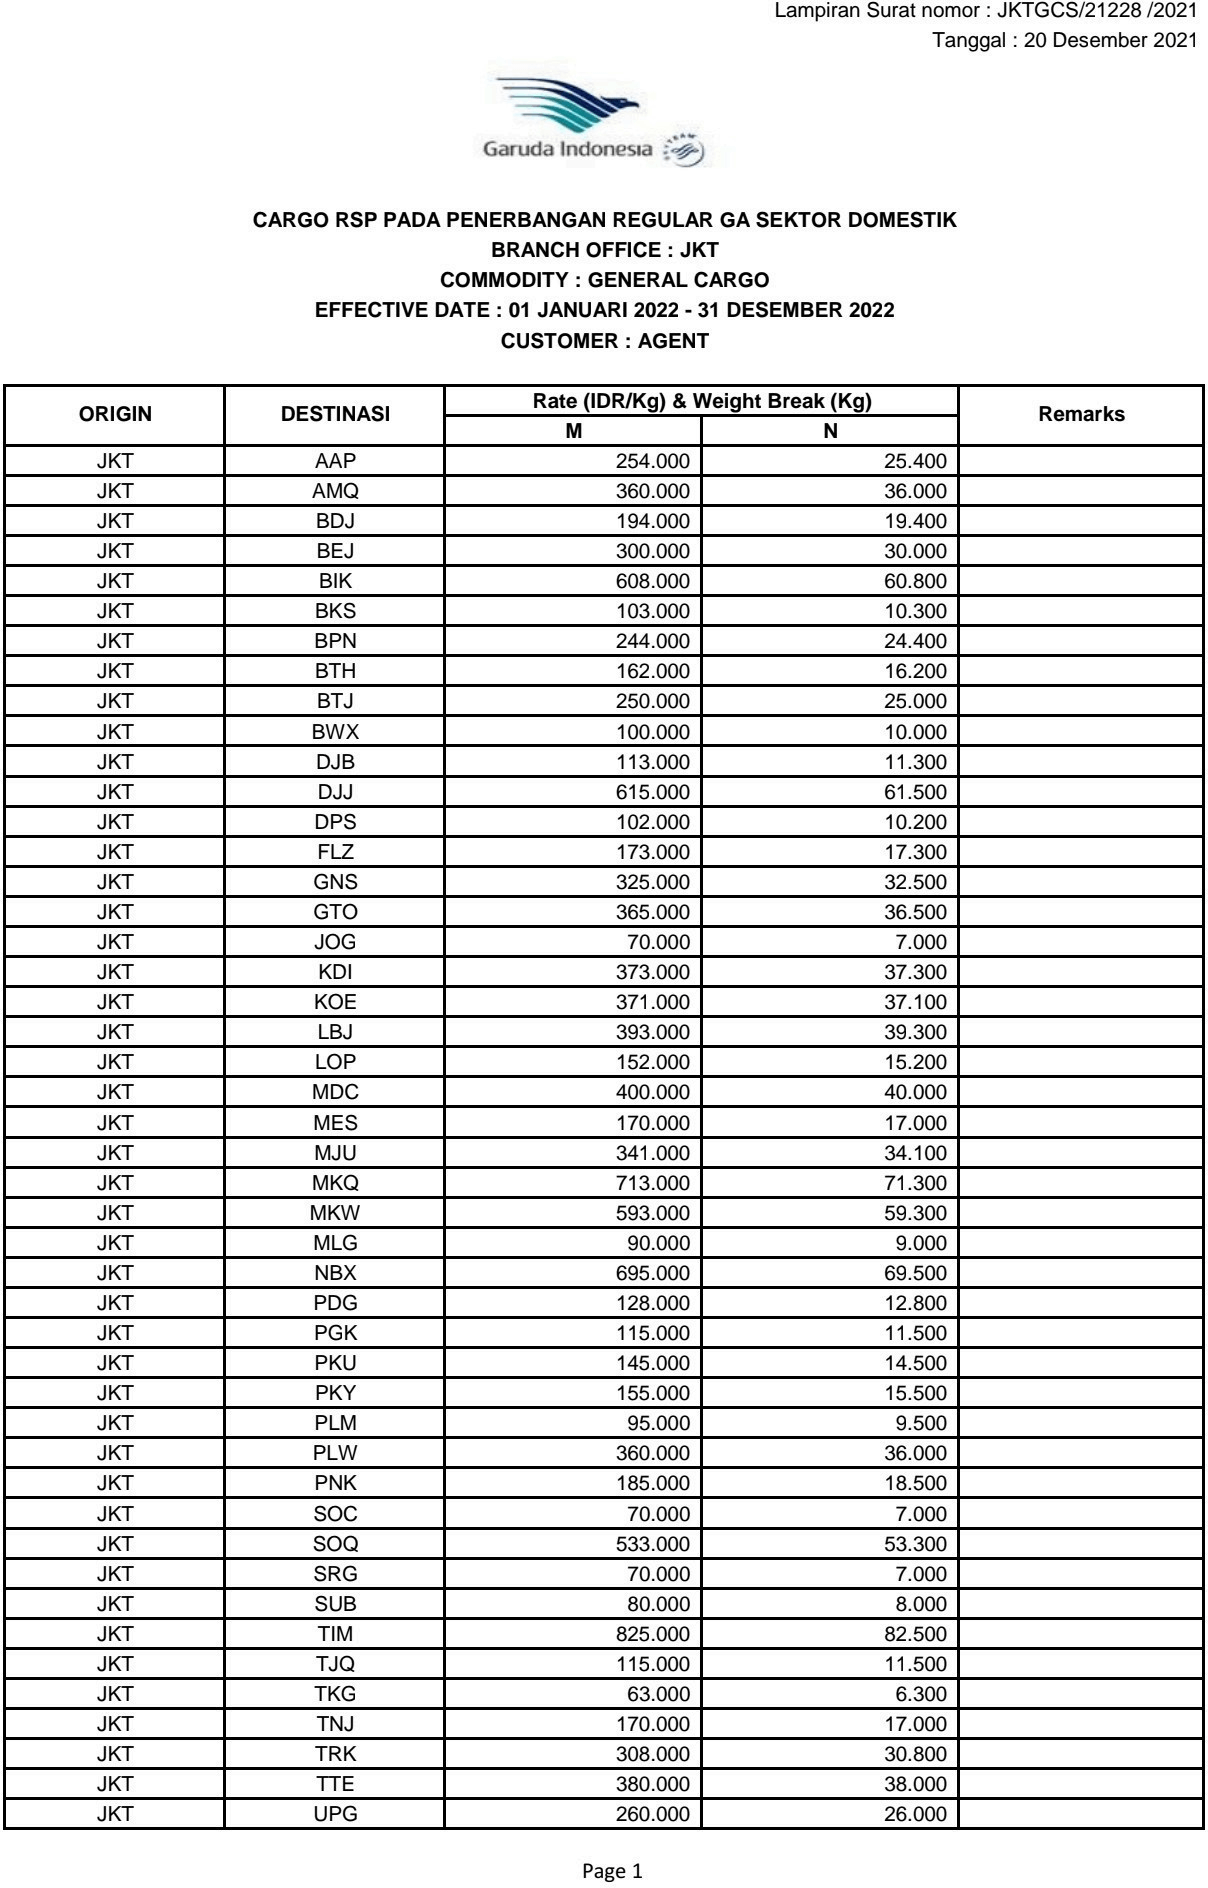 Lampiran Surat nomor : JKTGCS/21228 /2021
Tanggal : 20 Desember 2021
Garuda Indonesia
CARGO RSP PADA PENERBANGAN REGULAR GA SEKTOR DOMESTIK
BRANCH OFFICE : JKT
COMMODITY : GENERAL CARGO
EFFECTIVE DATE : 01 JANUARI 2022 - 31 DESEMBER 2022
CUSTOMER : AGENT
ORIGIN DESTINASI Rate (IDR/Kg) & Weight Break (Kg) Remarks
M N
JKT AAP 254.000 25.400
JKT AMQ 360.000 36.000
JKT BDJ 194.000 19.400
JKT BEJ 300.000 30.000
JKT BIK 608.000 60.800
JKT BKS 103.000 10.300
JKT BPN 244.000 24.400
JKT BTH 162.000 16.200
JKT BTJ 250.000 25.000
JKT BWX 100.000 10.000
JKT DJB 113.000 11.300
JKT DJJ 615.000 61.500
JKT DPS 102.000 10.200
JKT FLZ 173.000 17.300
JKT GNS 325.000 32.500
JKT GTO 365.000 36.500
JKT JOG 70.000 7.000
JKT KDI 373.000 37.300
JKT KOE 371.000 37.100
JKT LBJ 393.000 39.300
JKT LOP 152.000 15.200
JKT MDC 400.000 40.000
JKT MES 170.000 17.000
JKT MJU 341.000 34.100
JKT MKQ 713.000 71.300
JKT MKW 593.000 59.300
JKT MLG 90.000 9.000
JKT NBX 695.000 69.500
JKT PDG 128.000 12.800
JKT PGK 115.000 11.500
JKT PKU 145.000 14.500
JKT PKY 155.000 15.500
JKT PLM 95.000 9.500
JKT PLW 360.000 36.000
JKT PNK 185.000 18.500
JKT SOC 70.000 7.000
JKT SOQ 533.000 53.300
JKT SRG 70.000 7.000
JKT SUB 80.000 8.000
JKT TIM 825.000 82.500
JKT TJQ 115.000 11.500
JKT TKG 63.000 6.300
JKT TNJ 170.000 17.000
JKT TRK 308.000 30.800
JKT TTE 380.000 38.000
JKT UPG 260.000 26.000
Page 1